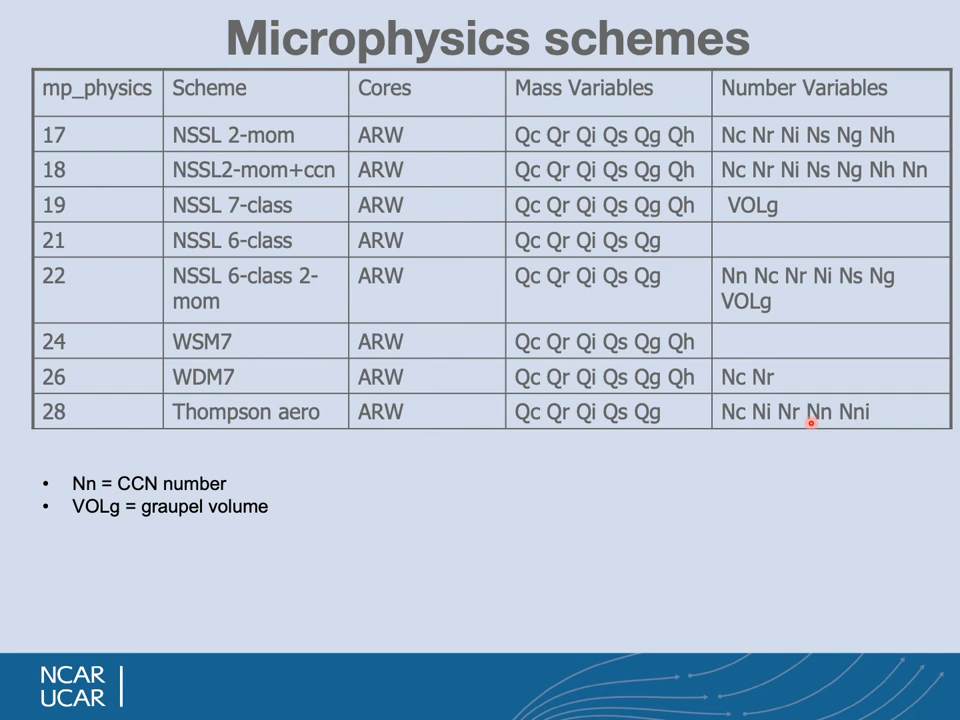 Microphysics schemes
mp_physics Scheme Cores Mass Variables Number Variables
17 NSSL 2-mom ARW Qc Qr Qi Qs Qg Qh Nc Nr Ni Ns Ng Nh
18 NSSL2-mom+ccn ARW Qc Qr Qi Qs Qg Qh Nc Nr Ni Ns Ng Nh Nn
19 NSSL 7-class ARW Qc Qr Qi Qs Qg Qh VOLg
21 NSSL 6-class ARW Qc Qr Qi Qs Qg
22 NSSL 6-class 2- ARW Qc Qr Qi Qs Qg Nn Nc Nr Ni Ns Ng
mom VOLg
24 WSM7 ARW Qc Qr Qi Qs Qg Qh
26 WDM7 ARW Qc Qr Qi Qs Qg Qh Nc Nr
28 Thompson aero ARW Qc Qr Qi Qs Qg Nc Ni Nr Nn Nni
• Nn = CCN number
• VOLg = graupel volume
NCAR
UCAR